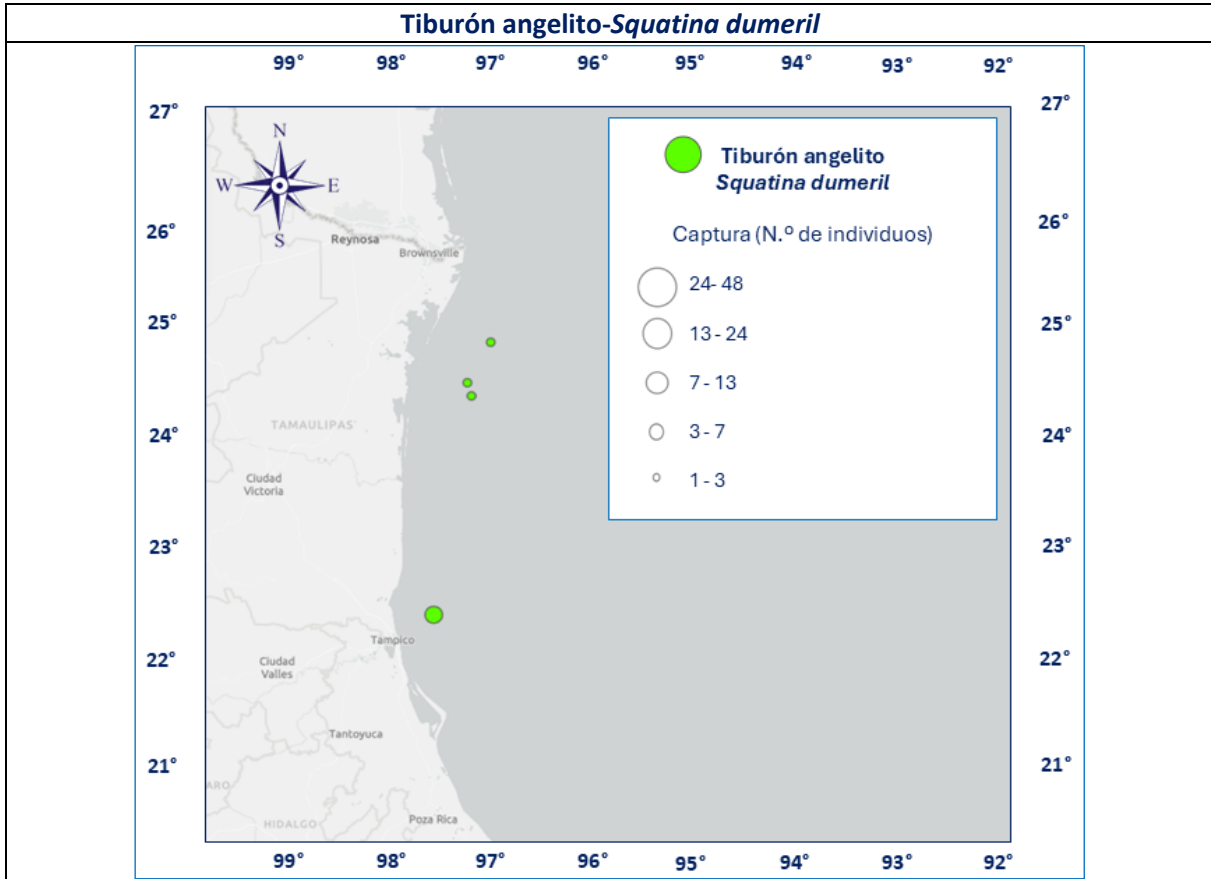 Tiburón angelito-Squatina dumeril
99° 98° 97° 96° 95° 94° 93° 92°
27° 27°
N
W E
S
Tiburón angelito
Squatina dumeril
Captura (N.º de individuos)
24- 48
13 - 24
7 - 13
3 - 7
1 - 3
26° 26°
Reynosa
Brownsville
25° 25°
24° 24°
TAMAULIPAS
Ciudad
Victoria
23° 23°
Tampico
22° 22°
Ciudad
Valles
Tantoyuca
21° 21°
ARO
HIDALGO
Poza Rica
99° 98° 97° 96° 95° 94° 93° 92°